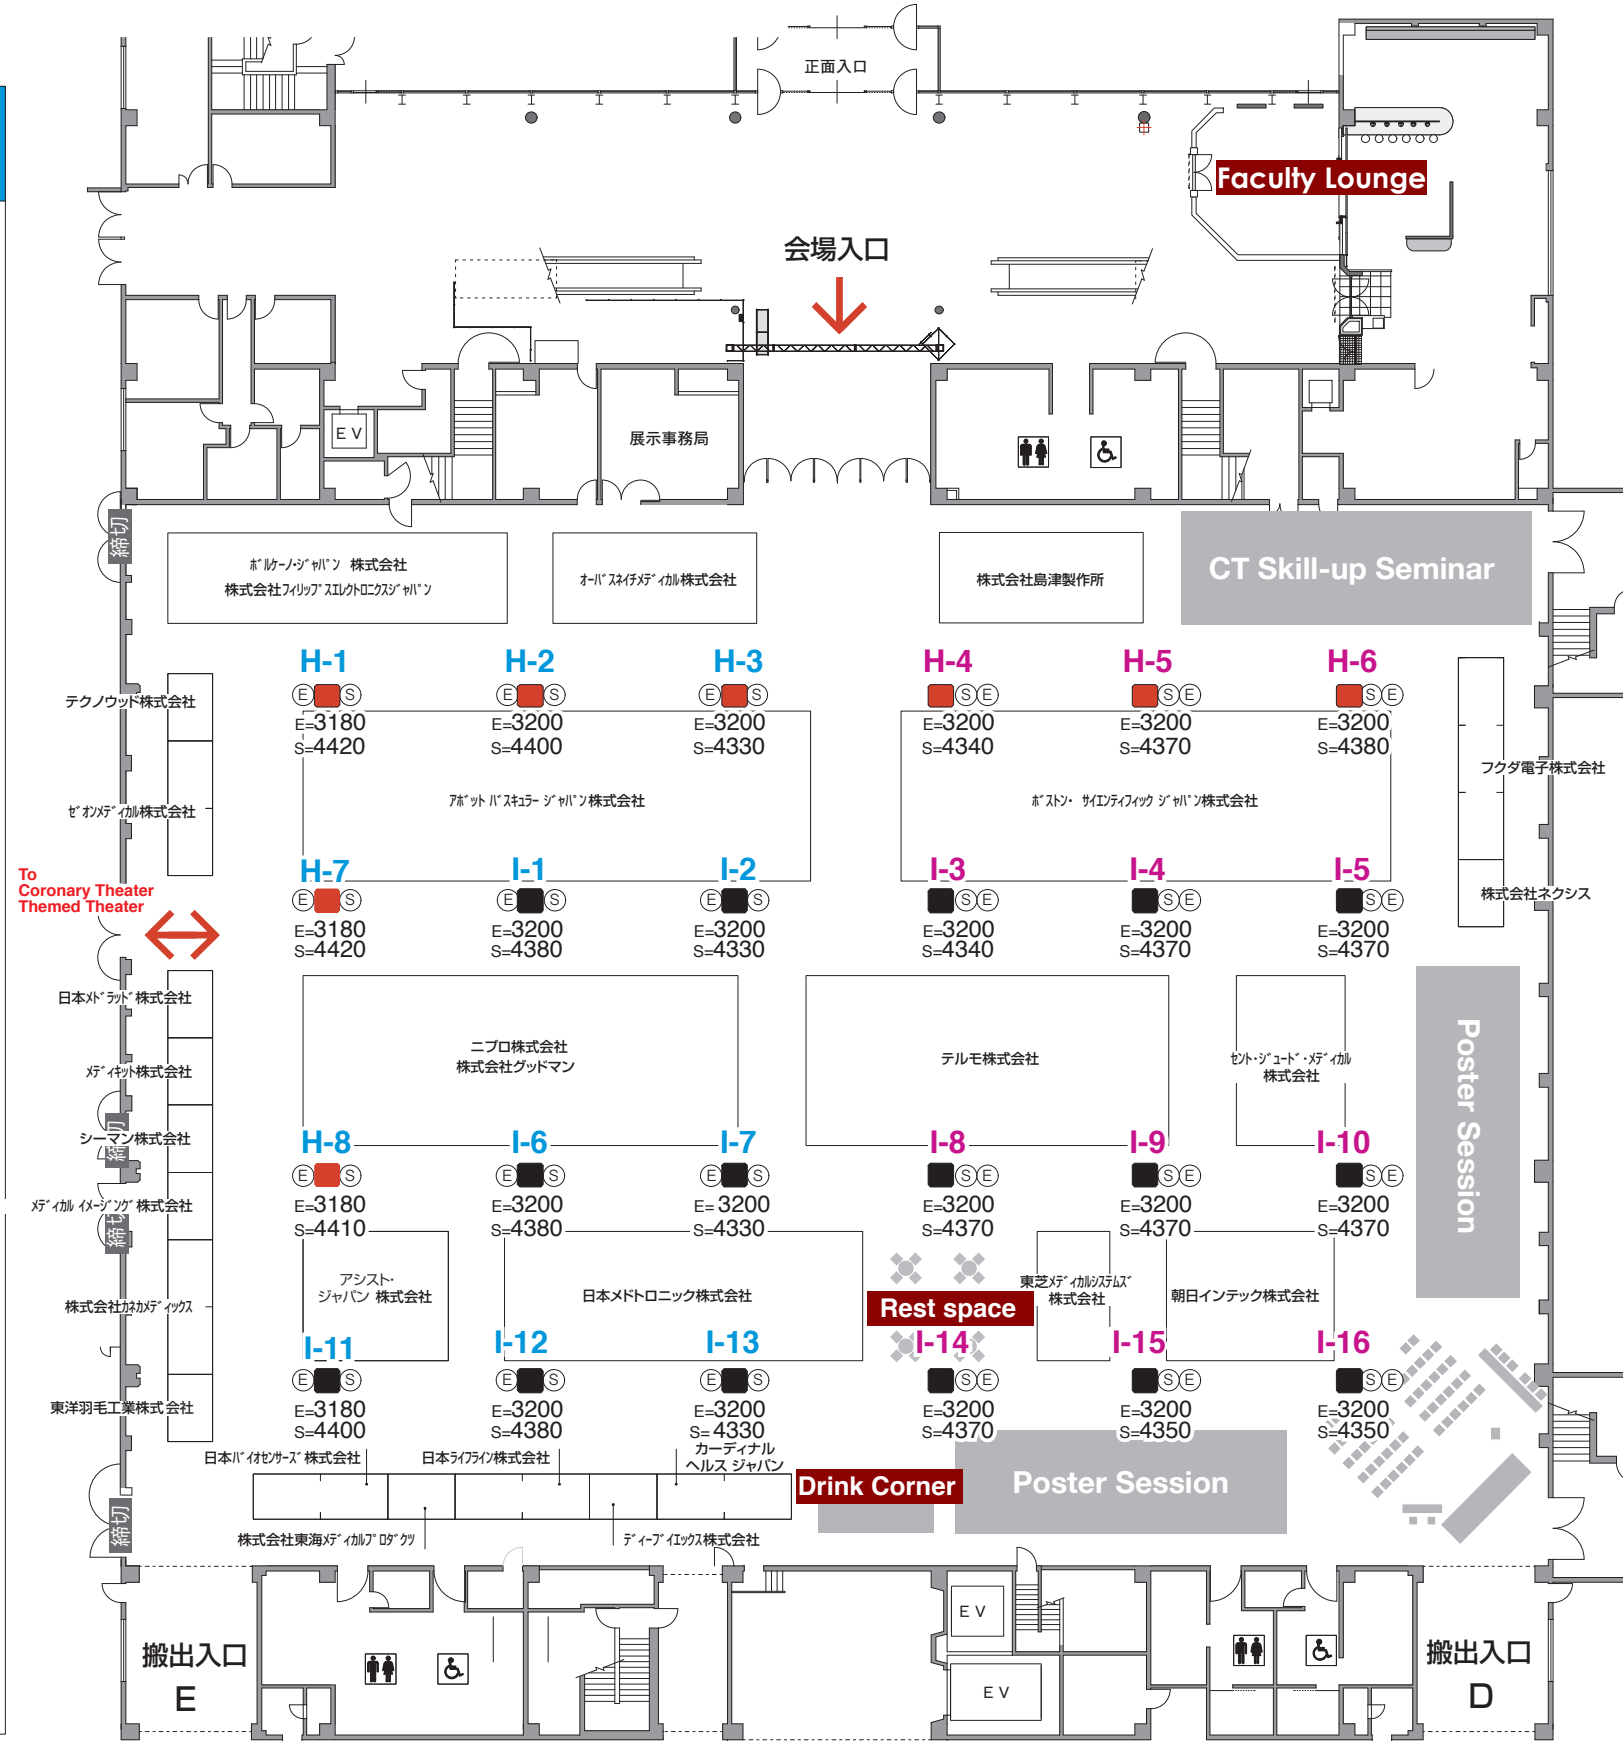 正面入口
Faculty Lounge
会場入口
EV
展示事務局
締切
ボルケーノ・ジャパン 株式会社
株式会社フィリップスエレクトロニクスジャパン
オーバスネイチメディカル株式会社
株式会社島津製作所
CT Skill-up Seminar
H-1
H-2
H-3
H-4
H-5
H-6
E S
E S
E S
S E
S E
S E
テクノウッド株式会社
E=3180
S=4420
E=3200
S=4400
E=3200
S=4330
E=3200
S=4340
E=3200
S=4370
E=3200
S=4380
フクダ電子株式会社
ゼオンメディカル株式会社
アボット バスキュラー ジャパン株式会社
ボストン・ サイエンティフィック ジャパン株式会社
To
Coronary Theater
Themed Theater
H-7
I-1
I-2
I-3
I-4
I-5
E S
E S
E S
S E
S E
S E
株式会社ネクシス
E=3180
S=4420
E=3200
S=4380
E=3200
S=4330
E=3200
S=4340
E=3200
S=4370
E=3200
S=4370
日本メドラッド株式会社
ニプロ株式会社
株式会社グッドマン
テルモ株式会社
セント・ジュード・メディカル
株式会社
Poster Session
メディキット株式会社
シーマン株式会社
締切
H-8
I-6
I-7
I-8
I-9
I-10
E S
E S
E S
S E
S E
S E
メディカル イメージング 株式会社
締切
E=3180
S=4410
E=3200
S=4380
E=3200
S=4330
E=3200
S=4370
E=3200
S=4370
E=3200
S=4370
アシスト・
ジャパン 株式会社
日本メドトロニック株式会社
Rest space
東芝メディカルシステムズ
株式会社
朝日インテック株式会社
株式会社カネカメディックス
I-11
I-12
I-13
I-14
I-15
I-16
E S
E S
E S
S E
S E
S E
東洋羽毛工業株式会社
E=3180
S=4400
E=3200
S=4380
E=3200
S=4330
E=3200
S=4370
E=3200
S=4350
E=3200
S=4350
日本バイオセンサーズ 株式会社
日本ライフライン株式会社
カーディナル
ヘルス ジャパン
Drink Corner
Poster Session
締切
株式会社東海メディカルプロダクツ
ディーブイエックス株式会社
EV
EV
搬出入口
E
搬出入口
D